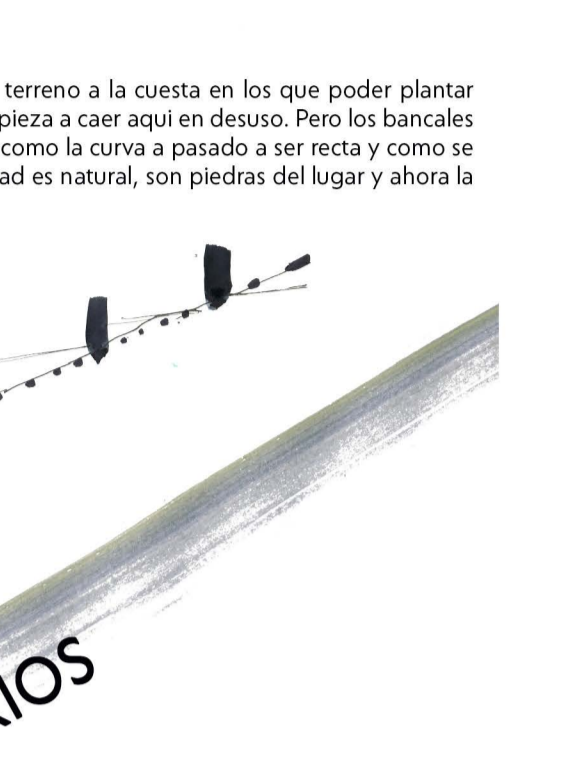 terreno a la cuesta en los que poder plantar
pieza a caer aqui en desuso. Pero los bancales
como la curva a pasado a ser recta y como se
ad es natural, son piedras del lugar y ahora la
IOS